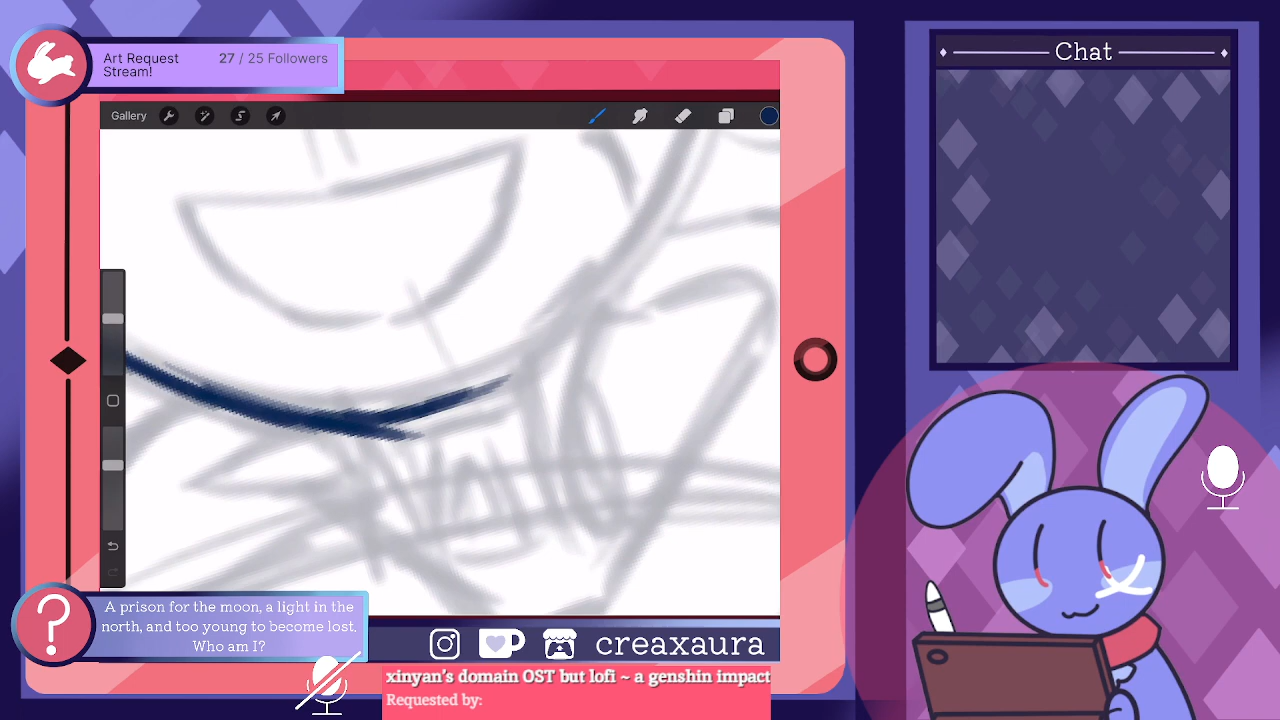 Art Request
Stream!
27 / 25 Followers
Chat
Gallery
You
A prison for the moon, a light in the
north, and too young to become lost.
Who am I?
creaxaura
xinyan's domain OST but lofi ~ a genshin impact
Requested by: